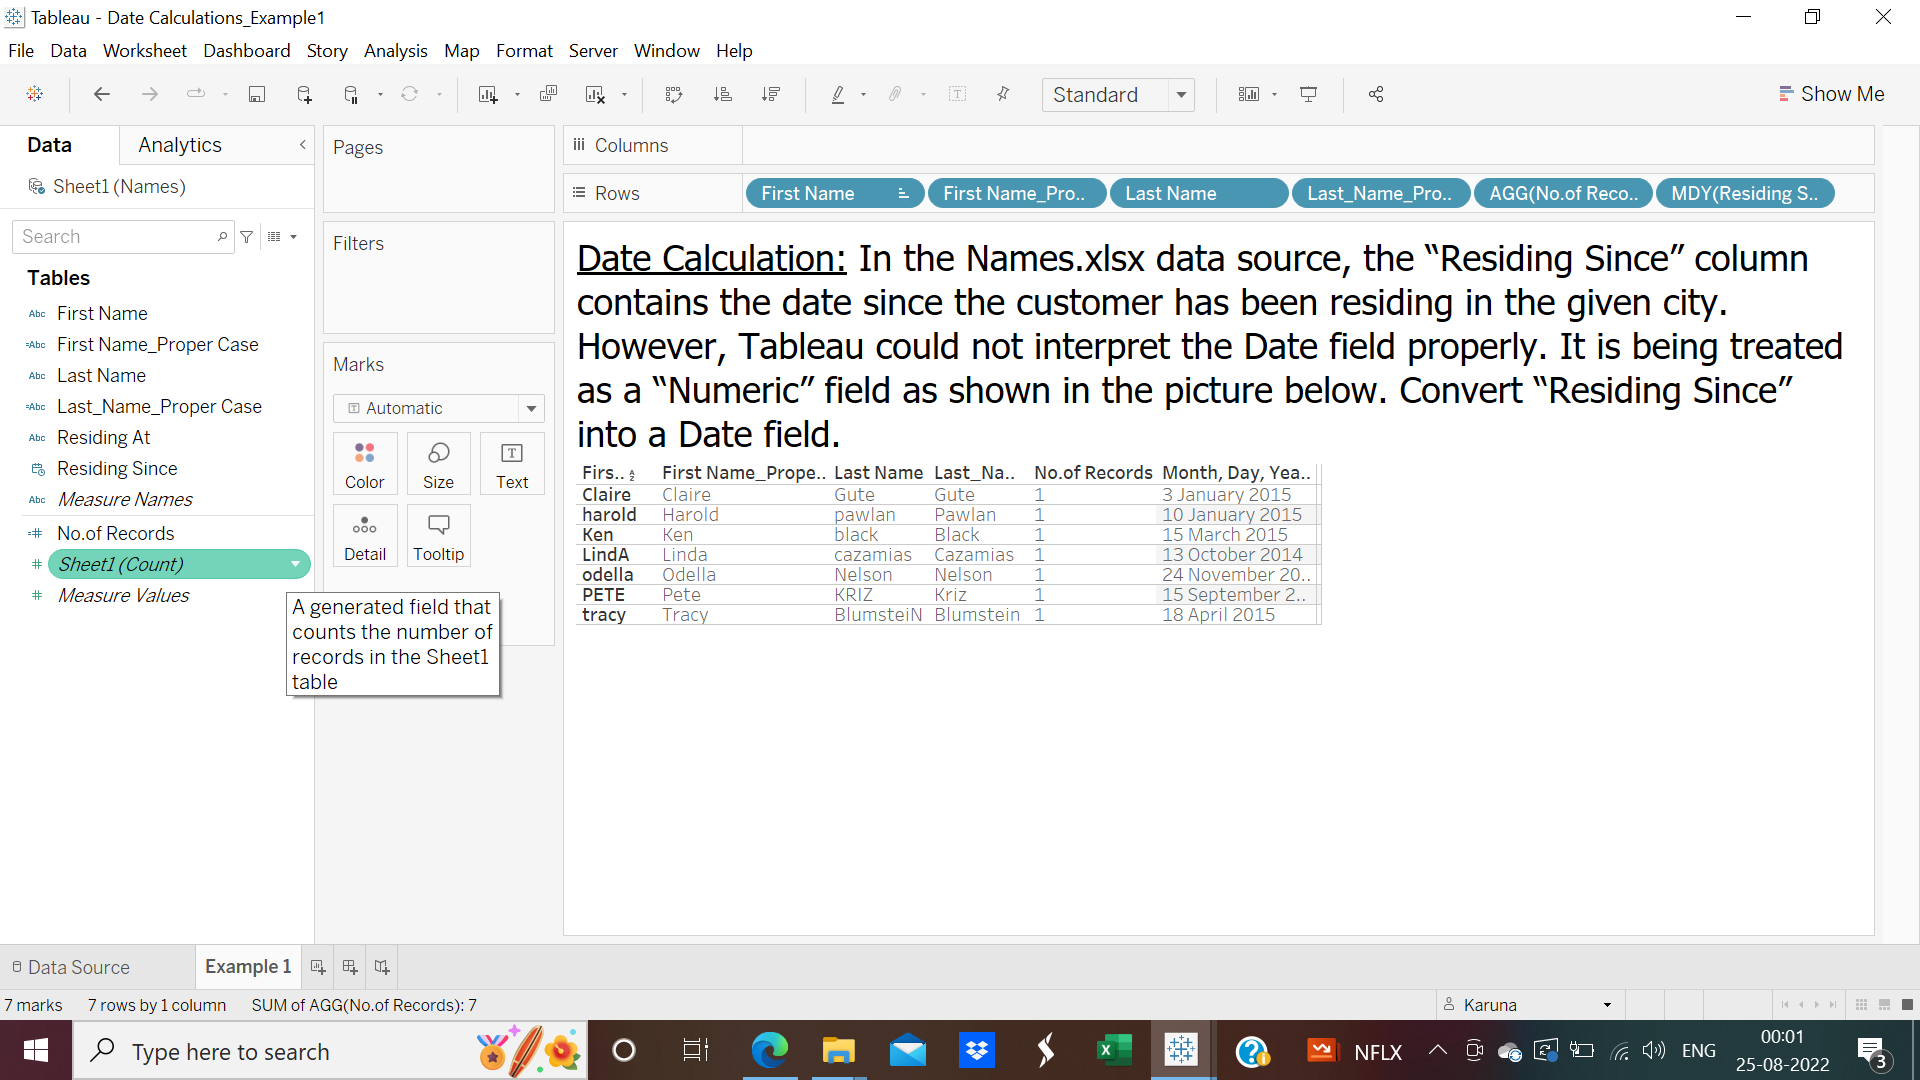 Tableau - Date Calculations_Example1
File Data Worksheet Dashboard Story Analysis Map Format Server Window Help
Standard
Show Me
Data Analytics
Sheet1 (Names)
Search
Tables
Abc First Name
=Abc First Name_Proper Case
Abc Last Name
=Abc Last_Name_Proper Case
Abc Residing At
Residing Since
Abc Measure Names
=# No.of Records
# Sheet1 (Count)
# Measure Values
A generated field that
counts the number of
records in the Sheet1
table
Pages
Filters
Marks
Automatic
Color Size Text
Detail Tooltip
Columns
Rows First Name First Name_Pro.. Last Name Last_Name_Pro.. AGG(No.of Reco.. MDY(Residing S..
Date Calculation: In the Names.xlsx data source, the “Residing Since” column
contains the date since the customer has been residing in the given city.
However, Tableau could not interpret the Date field properly. It is being treated
as a “Numeric” field as shown in the picture below. Convert “Residing Since”
into a Date field.
Firs.. First Name_Prope.. Last Name Last_Na.. No.of Records Month, Day, Yea..
Claire Claire Gute Gute 1 3 January 2015
harold Harold pawlan Pawlan 1 10 January 2015
Ken Ken black Black 1 15 March 2015
LindA Linda cazamias Cazamias 1 13 October 2014
odella Odella Nelson Nelson 1 24 November 20..
PETE Pete KRIZ Kriz 1 15 September 2..
tracy Tracy BlumsteiN Blumstein 1 18 April 2015
Data Source Example 1
7 marks 7 rows by 1 column SUM of AGG(No.of Records): 7
Karuna
Type here to search
NFLX
ENG
00:01
25-08-2022
3